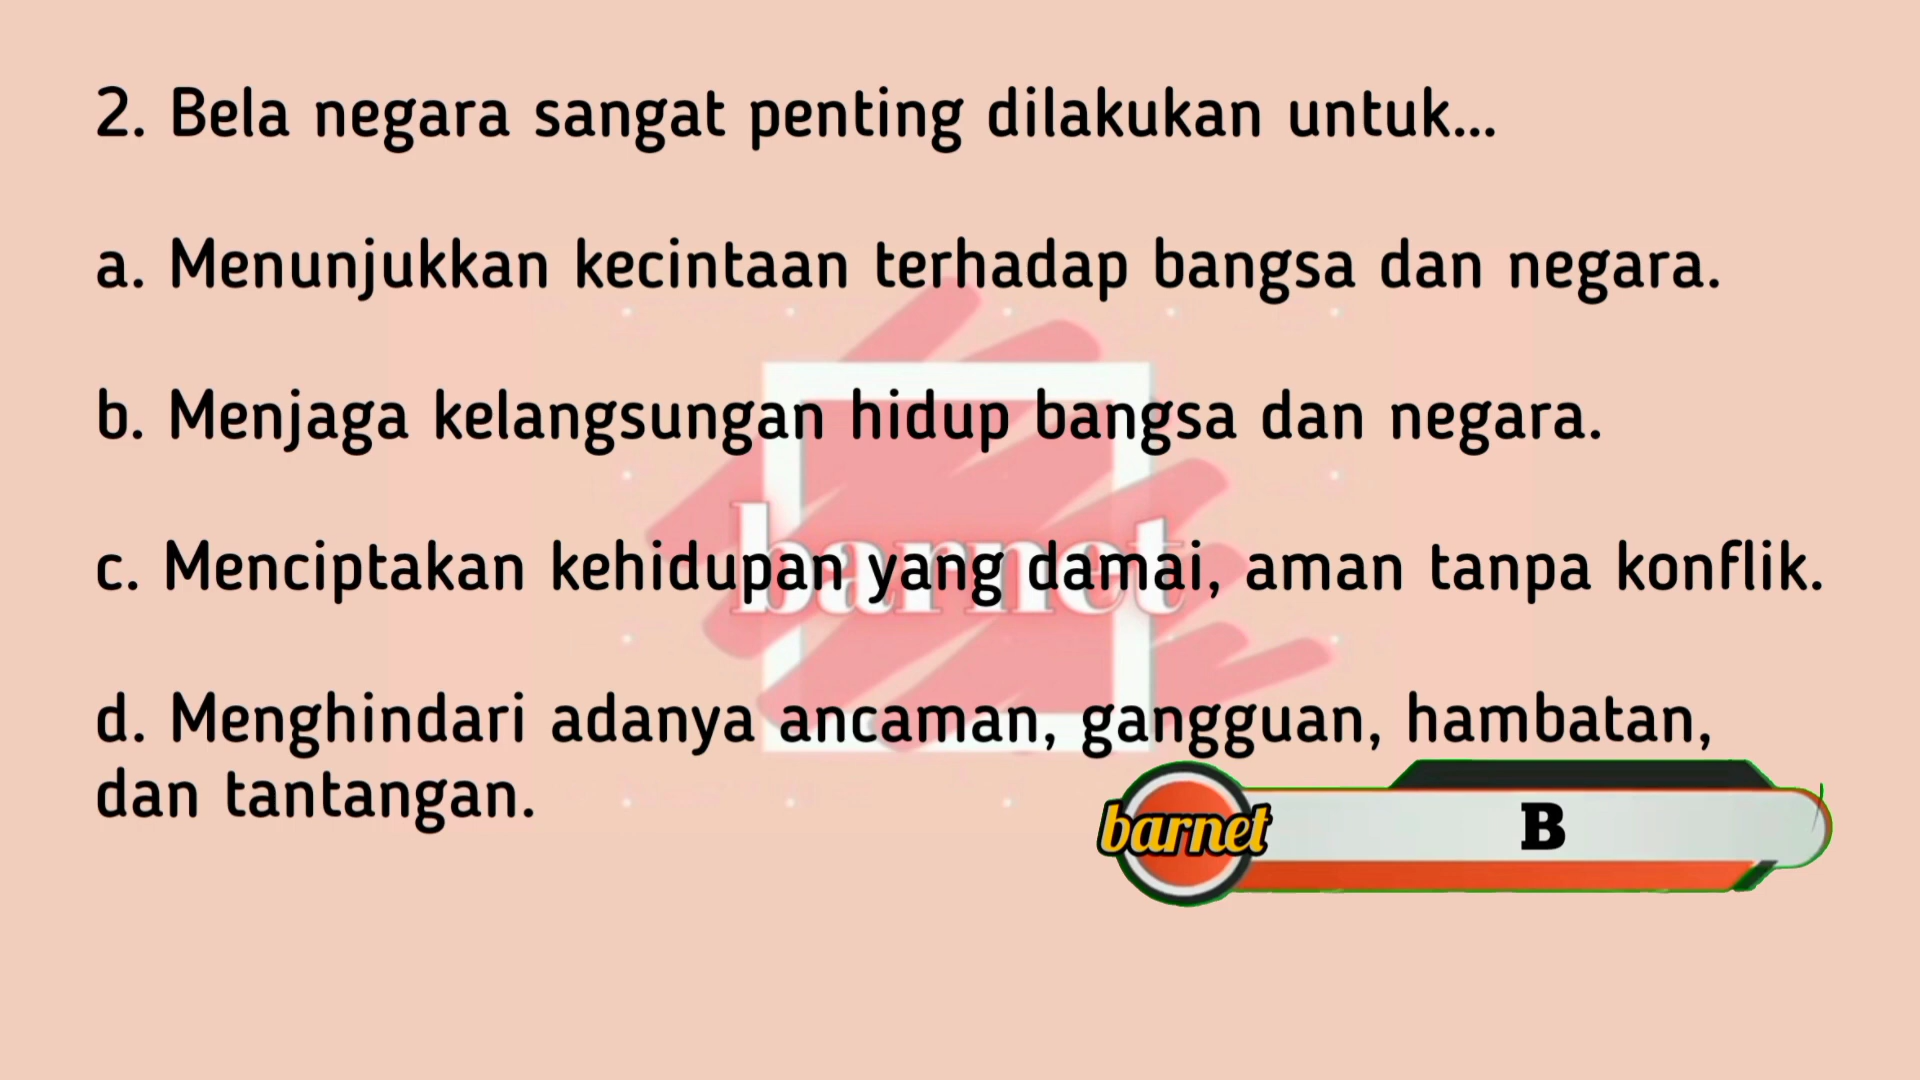 2. Bela negara sangat penting dilakukan untuk...
a. Menunjukkan kecintaan terhadap bangsa dan negara.
b. Menjaga kelangsungan hidup bangsa dan negara.
c. Menciptakan kehidupan yang damai, aman tanpa konflik.
barnet
d. Menghindari adanya ancaman, gangguan, hambatan,
dan tantangan.
barnet
B